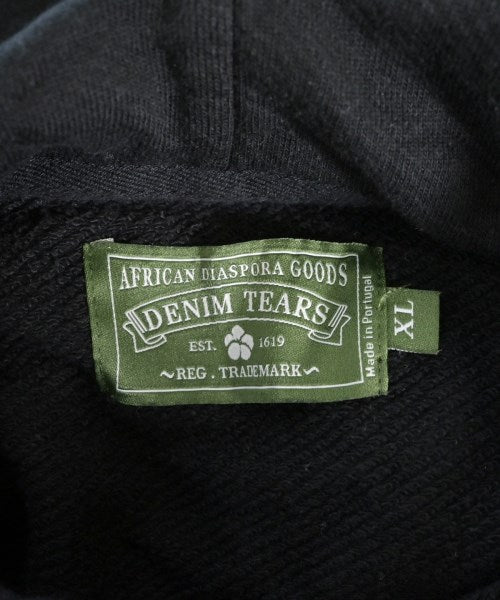 AFRICAN DIASPORA GOODS
DENIM TEARS
EST. 1619
~REG. TRADEMARK~
Made in Portugal
XL